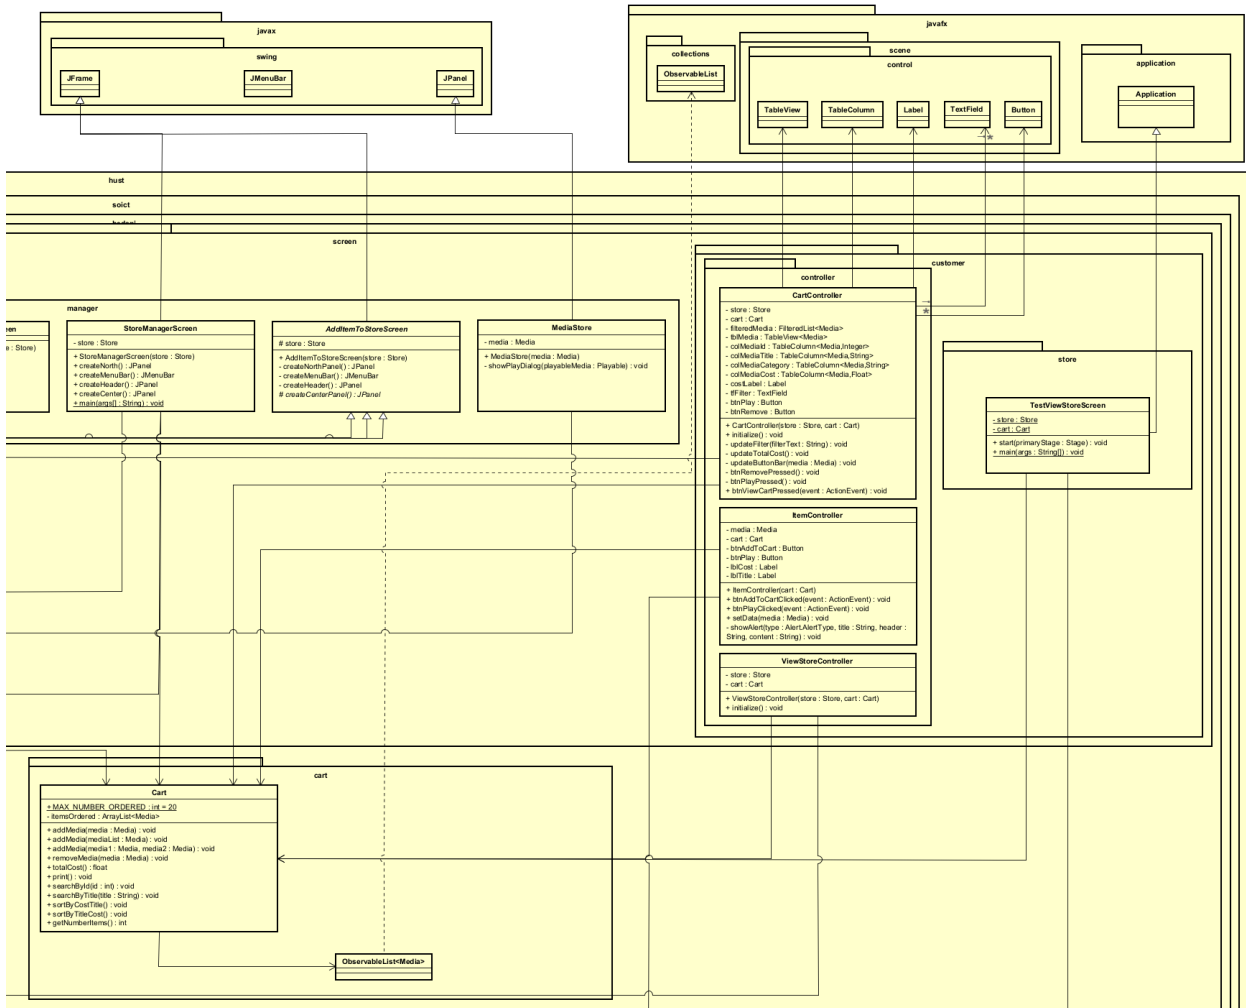 javax
swing
JFrame
JMenuBar
JPanel
javafx
collections
ObservableList
scene
control
TableView
TableColumn
Label
TextField
Button
*
application
Application
hust
soict
screen
manager
een
e : Store)
StoreManagerScreen
- store : Store
+ StoreManagerScreen(store : Store)
+ createNorth() : JPanel
+ createMenuBar() : JMenuBar
+ createHeader() : JPanel
+ createCenter() : JPanel
+ main(args[] : String) : void
AddItemToStoreScreen
# store : Store
+ AddItemToStoreScreen(store : Store)
- createNorthPanel() : JPanel
- createMenuBar() : JMenuBar
- createHeader() : JPanel
# createCenterPanel() : JPanel
MediaStore
- media : Media
+ MediaStore(media : Media)
- showPlayDialog(playableMedia : Playable) : void
customer
controller
CartController
- store : Store
- cart : Cart
- filteredMedia : FilteredList<Media>
- tblMedia : TableView<Media>
- colMediaId : TableColumn<Media,Integer>
- colMediaTitle : TableColumn<Media,String>
- colMediaCategory : TableColumn<Media,String>
- colMediaCost : TableColumn<Media,Float>
- costLabel : Label
- tfFilter : TextField
- btnPlay : Button
- btnRemove : Button
+ CartController(store : Store, cart : Cart)
+ initialize() : void
- updateFilter(filterText : String) : void
- updateTotalCost() : void
- updateButtonBar(media : Media) : void
- btnRemovePressed() : void
- btnPlayPressed() : void
+ btnViewCartPressed(event : ActionEvent) : void
*
ItemController
- media : Media
- cart : Cart
- btnAddToCart : Button
- btnPlay : Button
- lblCost : Label
- lblTitle : Label
+ ItemController(cart : Cart)
+ btnAddToCartClicked(event : ActionEvent) : void
+ btnPlayClicked(event : ActionEvent) : void
+ setData(media : Media) : void
- showAlert(type : Alert.AlertType, title : String, header :
String, content : String) : void
ViewStoreController
- store : Store
- cart : Cart
+ ViewStoreController(store : Store, cart : Cart)
+ initialize() : void
store
TestViewStoreScreen
- store : Store
- cart : Cart
+ start(primaryStage : Stage) : void
+ main(args : String[]) : void
cart
Cart
+ MAX_NUMBER_ORDERED : int = 20
- itemsOrdered : ArrayList<Media>
+ addMedia(media : Media) : void
+ addMedia(mediaList : Media) : void
+ addMedia(media1 : Media, media2 : Media) : void
+ removeMedia(media : Media) : void
+ totalCost() : float
+ print() : void
+ searchById(id : int) : void
+ searchByTitle(title : String) : void
+ sortByCostTitle() : void
+ sortByTitleCost() : void
+ getNumberItems() : int
ObservableList<Media>